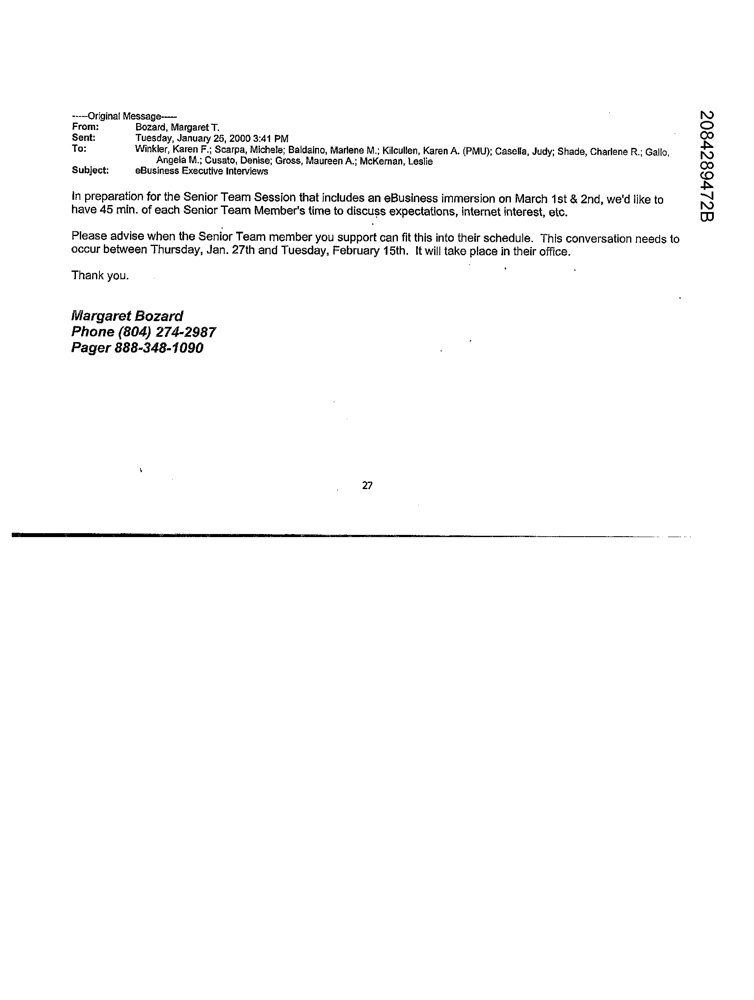 -----Original Message-----
From: Bozard, Margaret T.
Sent: Tuesday, January 25, 2000 3:41 PM
To: Winkler, Karen F.; Scarpa, Michele; Baldaino, Marlene M.; Kilcullen, Karen A. (PMU); Casella, Judy; Shade, Charlene R.; Gallo,
Angela M.; Cusato, Denise; Gross, Maureen A.; McKernan, Leslie
Subject: eBusiness Executive Interviews
In preparation for the Senior Team Session that includes an eBusiness immersion on March 1st & 2nd, we'd like to
have 45 min. of each Senior Team Member's time to discuss expectations, internet interest, etc.
Please advise when the Senior Team member you support can fit this into their schedule. This conversation needs to
occur between Thursday, Jan. 27th and Tuesday, February 15th. It will take place in their office.
Thank you.
Margaret Bozard
Phone (804) 274-2987
Pager 888-348-1090
27
2084289472B